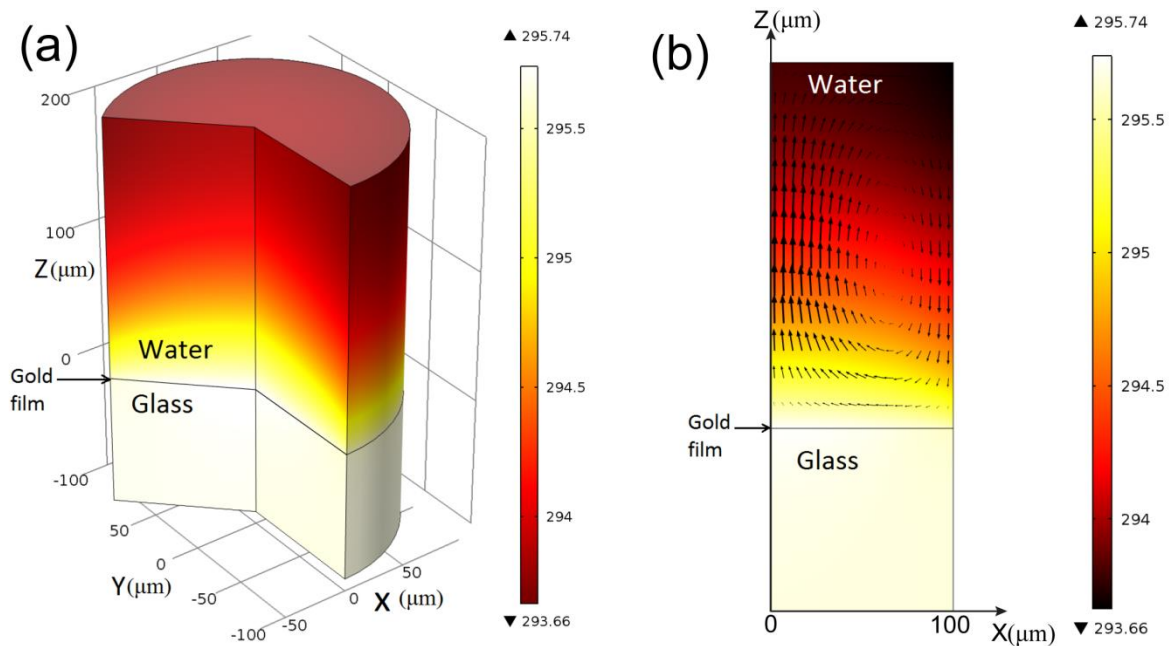 (a)
200
100
Z(μm)
0
-100
Water
Gold
film
Glass
50
0
-50
-100
Y(μm)
-50
0
50
X (μm)
▲ 295.74
295.5
295
294.5
294
▼ 293.66
(b)
Z(μm)
Water
Gold
film
Glass
0
100
X(μm)
▲ 295.74
295.5
295
294.5
294
▼ 293.66